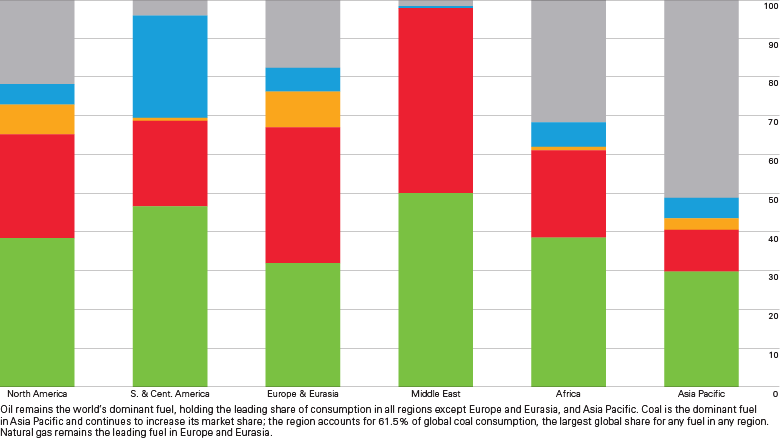 100
90
80
70
60
50
40
30
20
10
0
North America S. & Cent. America Europe & Eurasia Middle East Africa Asia Pacific
Oil remains the world's dominant fuel, holding the leading share of consumption in all regions except Europe and Eurasia, and Asia Pacific. Coal is the dominant fuel
in Asia Pacific and continues to increase its market share; the region accounts for 61.5% of global coal consumption, the largest global share for any fuel in any region.
Natural gas remains the leading fuel in Europe and Eurasia.